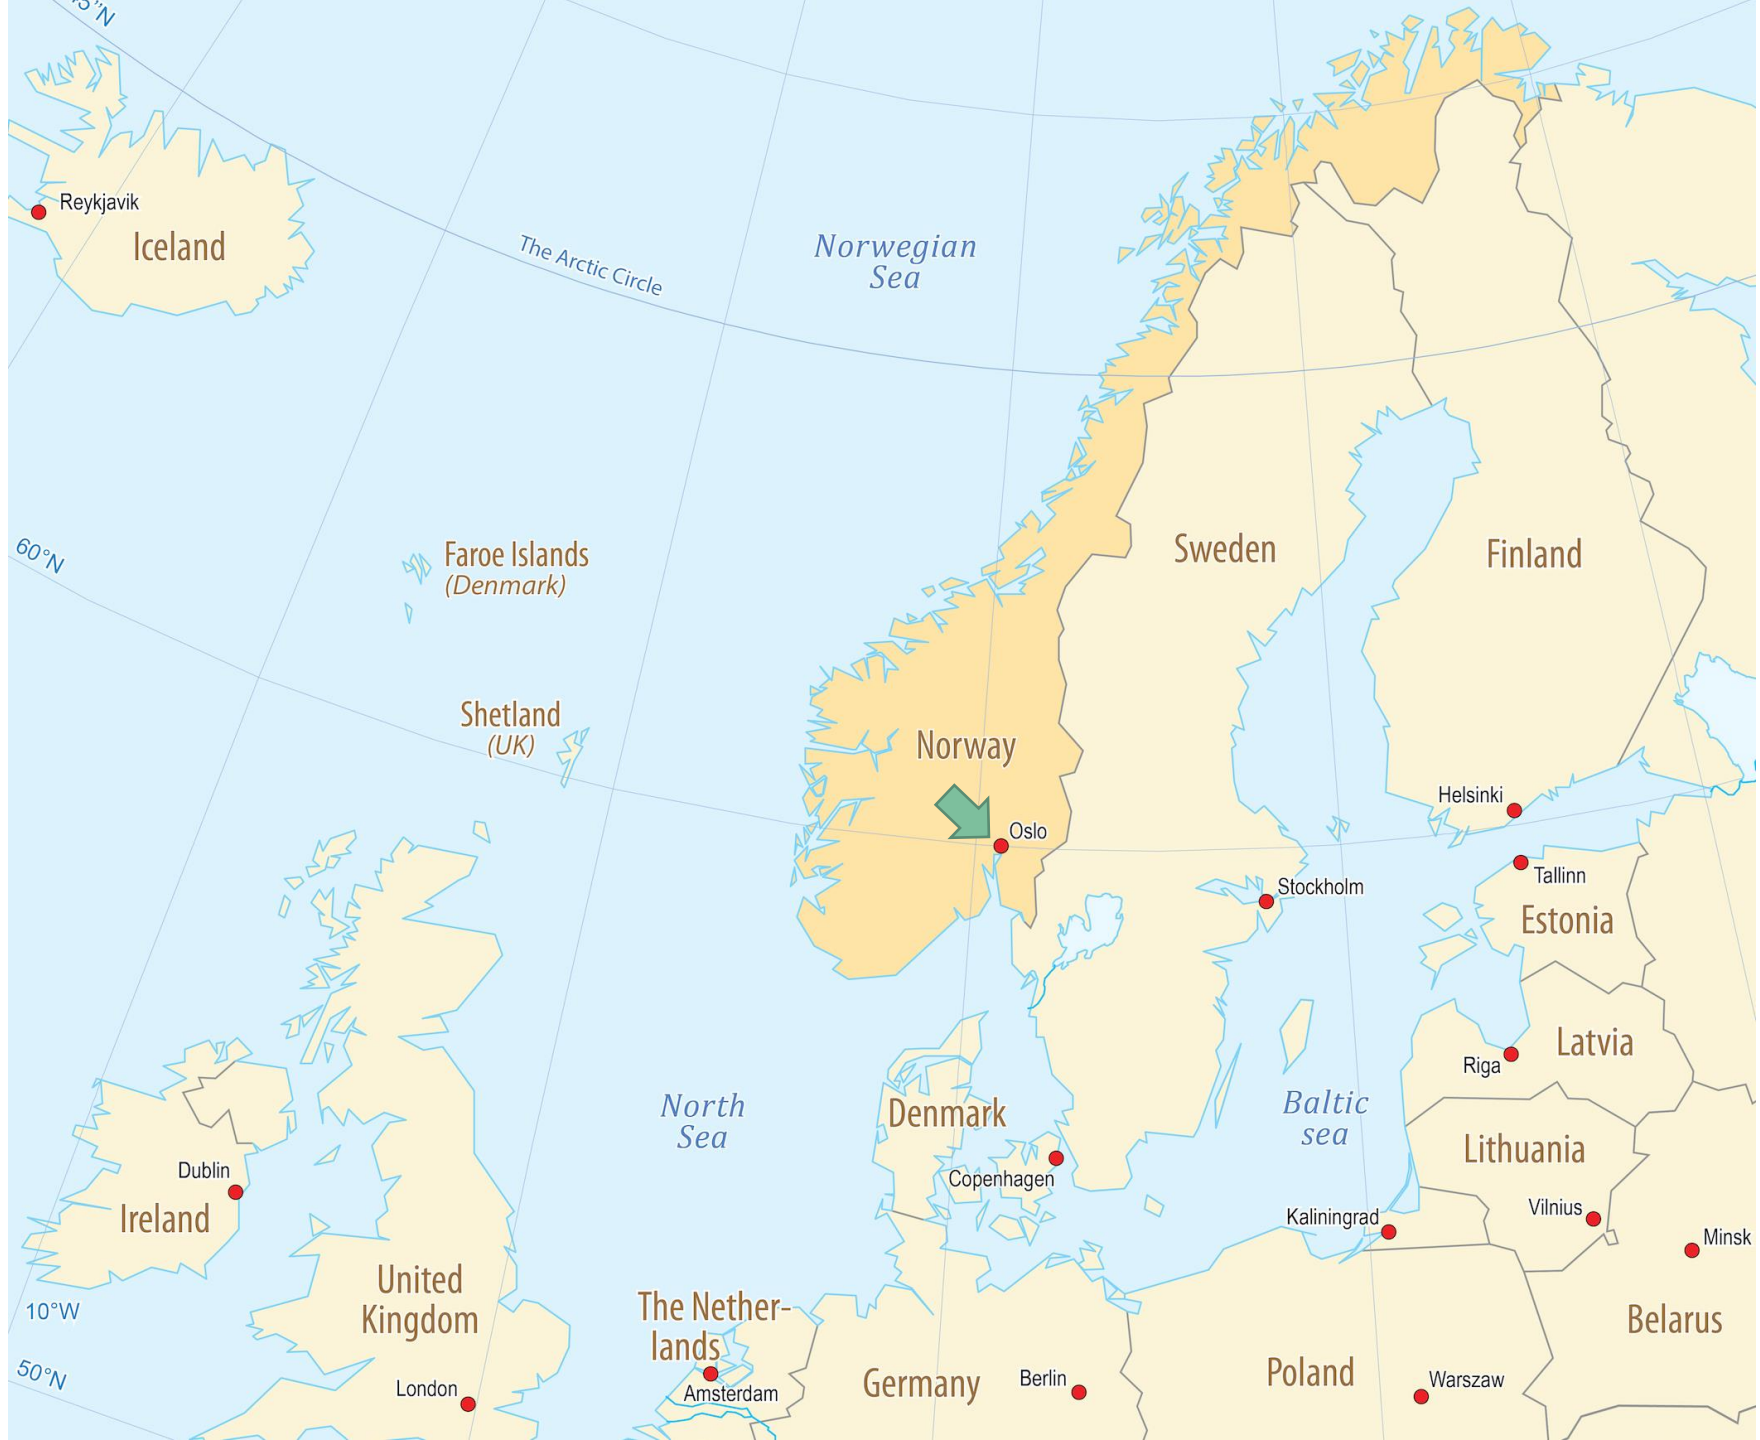 5°N
Reykjavik
Iceland
The Arctic Circle
Norwegian
Sea
60°N
Faroe Islands
(Denmark)
Sweden
Finland
Shetland
(UK)
Norway
Oslo
Helsinki
Stockholm
Tallinn
Estonia
Latvia
Riga
North
Sea
Denmark
Baltic
sea
Copenhagen
Lithuania
Dublin
Ireland
Kaliningrad
Vilnius
Minsk
United
Kingdom
10°W
The Nether-
lands
Belarus
50°N
London
Amsterdam
Germany
Berlin
Poland
Warszaw